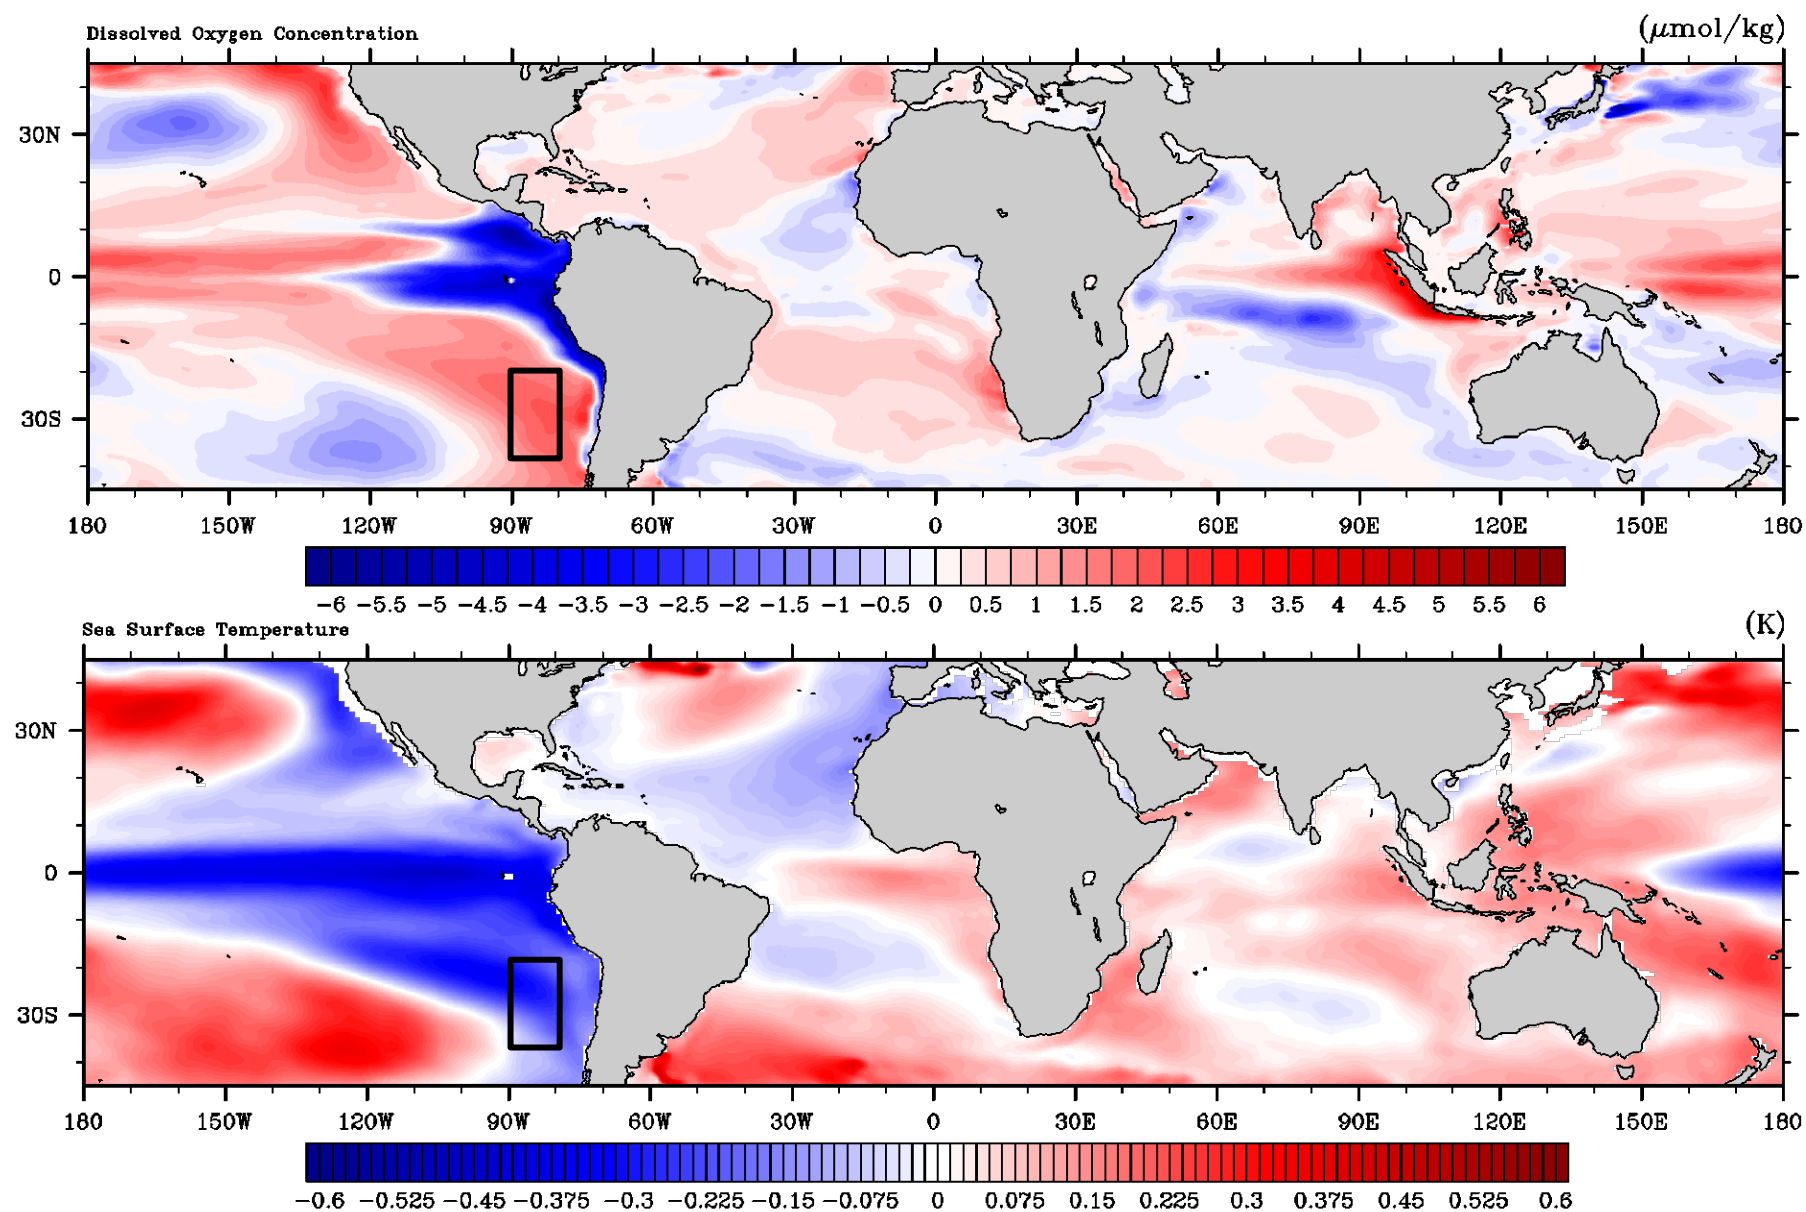 Dissolved Oxygen Concentration (μmol/kg)
30N
0
30S
180 150W 120W 90W 60W 30W 0 30E 60E 90E 120E 150E 180
-6 -5.5 -5 -4.5 -4 -3.5 -3 -2.5 -2 -1.5 -1 -0.5 0 0.5 1 1.5 2 2.5 3 3.5 4 4.5 5 5.5 6
Sea Surface Temperature (K)
30N
0
30S
180 150W 120W 90W 60W 30W 0 30E 60E 90E 120E 150E 180
-0.6 -0.525 -0.45 -0.375 -0.3 -0.225 -0.15 -0.075 0 0.075 0.15 0.225 0.3 0.375 0.45 0.525 0.6